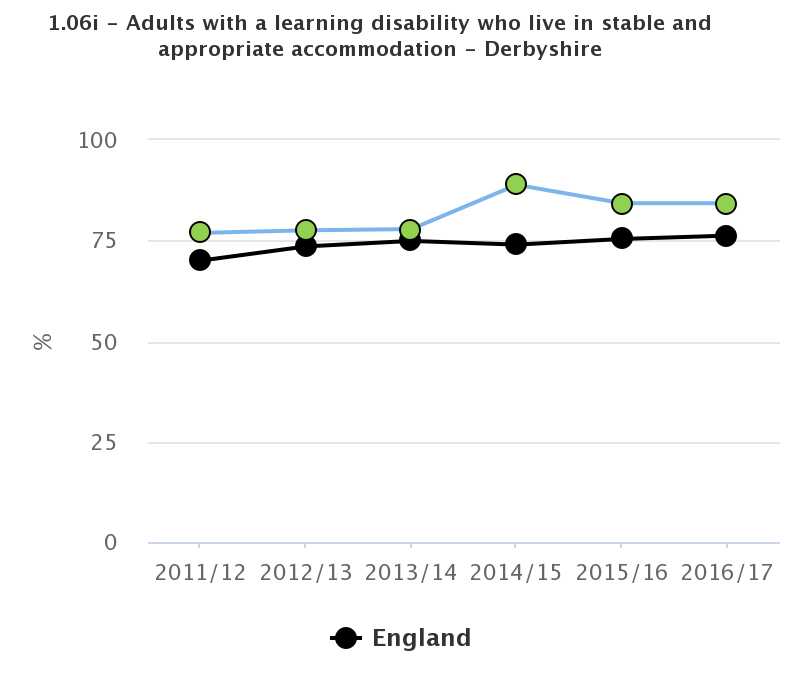 1.06i – Adults with a learning disability who live in stable and
appropriate accommodation – Derbyshire
100
75
50
25
0
%
2011/12 2012/13 2013/14 2014/15 2015/16 2016/17
England